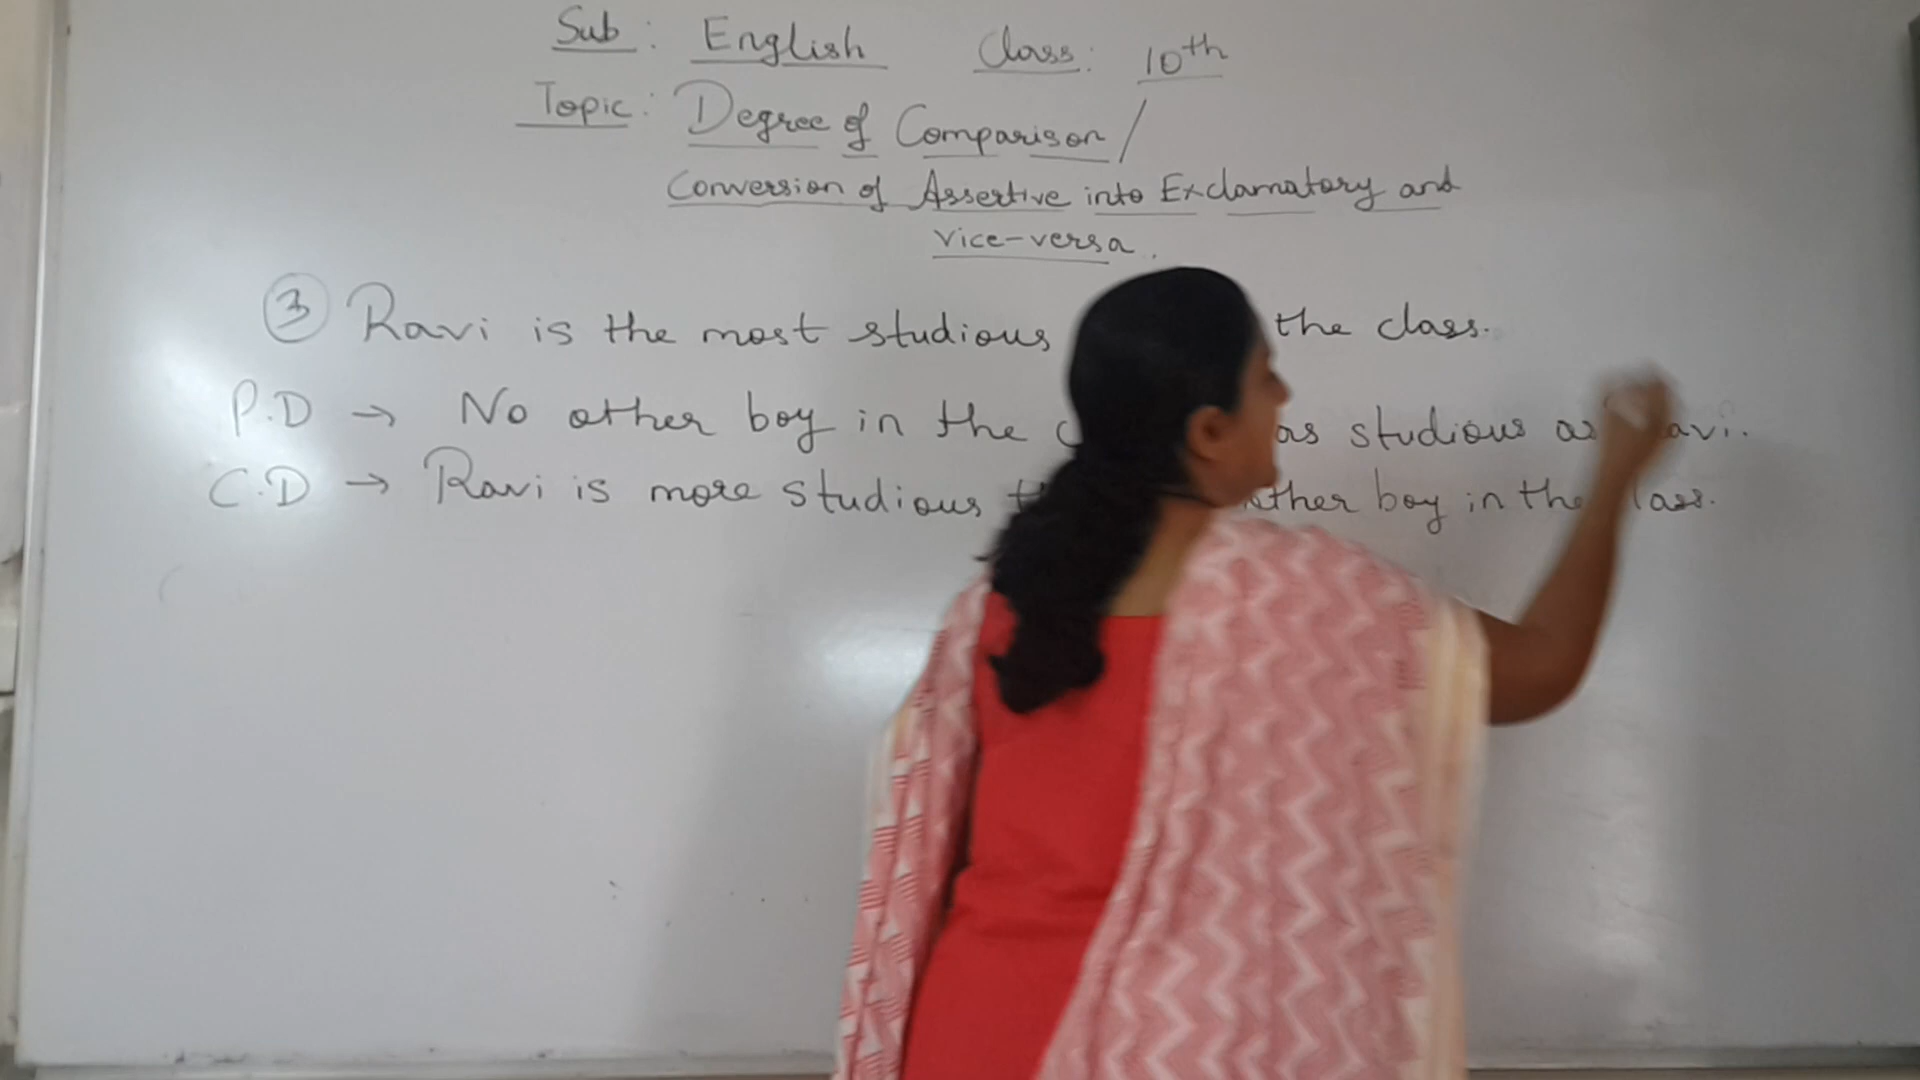 Sub: English Class: 10th
Topic: Degree of Comparison/
Conversion of Assertive into Exclamatory and
vice-versa.
3 Ravi is the most studious the class.
P.D → No other boy in the as studious as Ravi.
C.D → Ravi is more studious other boy in the class.